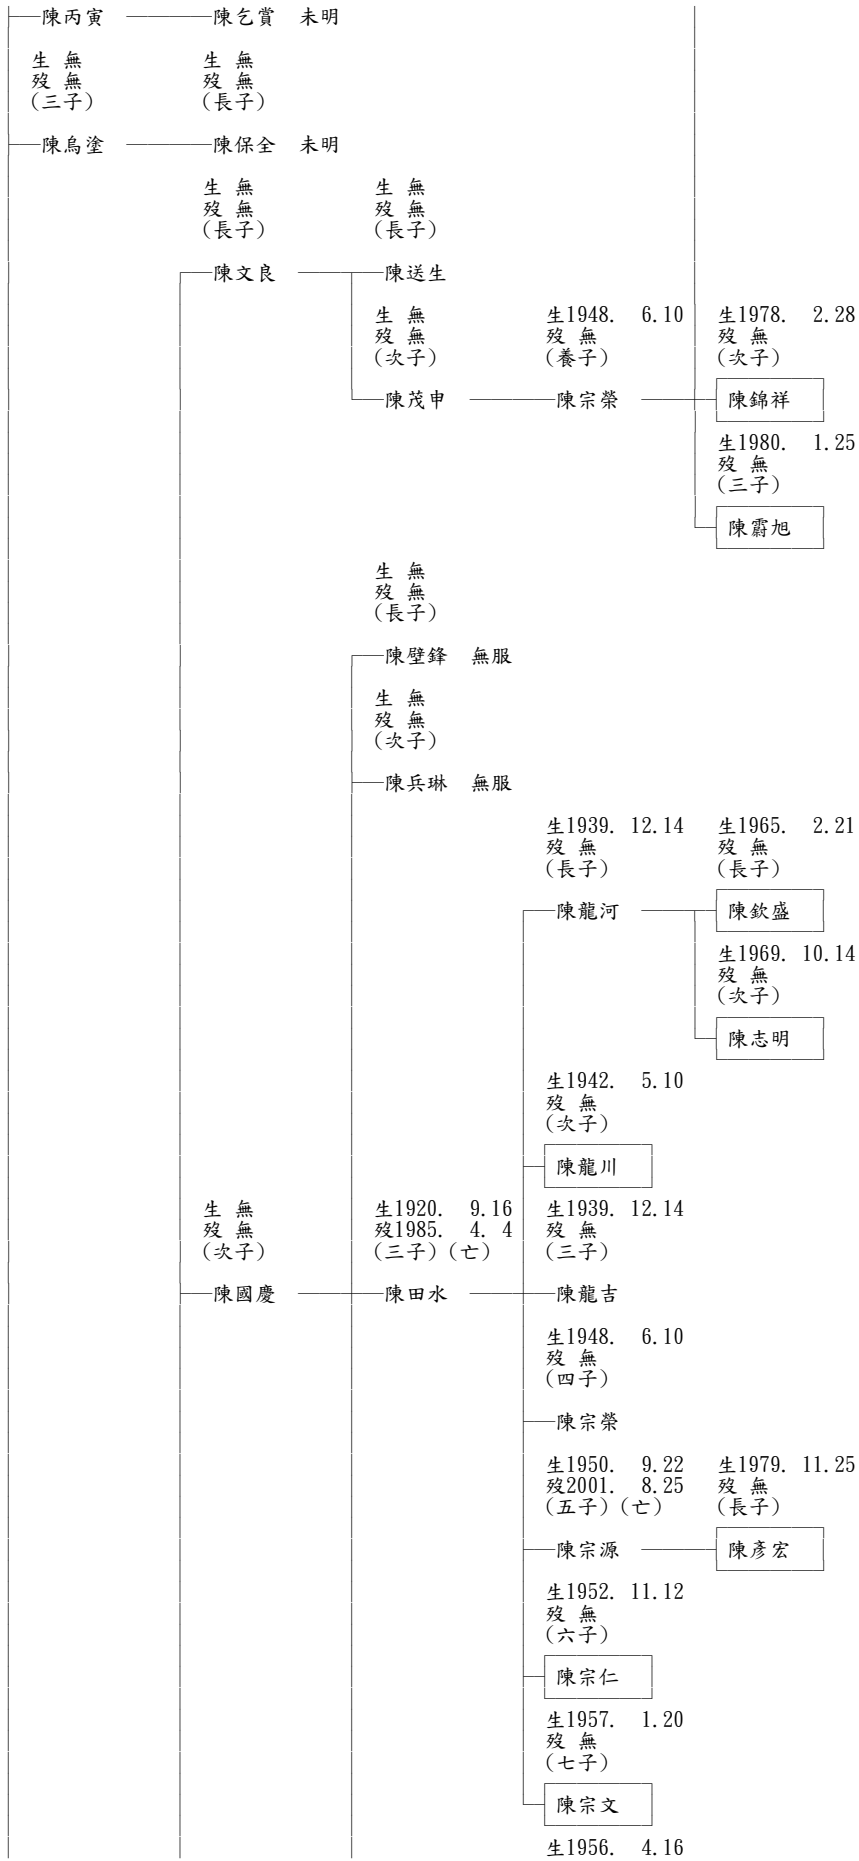 陳丙寅 陳乞賞 未明
生 無 生 無
歿 無 歿 無
(三子) (長子)
陳烏塗 陳保全 未明
生 無 生 無
歿 無 歿 無
(長子) (長子)
陳文良 陳送生
生 無 生1948. 6.10 生1978. 2.28
歿 無 歿 無 歿 無
(次子) (養子) (次子)
陳茂申 陳宗榮 陳錦祥
生1980. 1.25
歿 無
(三子)
陳霨旭
生 無
歿 無
(長子)
陳壁鋒 無服
生 無
歿 無
(次子)
陳兵琳 無服
生1939. 12.14 生1965. 2.21
歿 無 歿 無
(長子) (長子)
陳龍河 陳欽盛
生1969. 10.14
歿 無
(次子)
陳志明
生1942. 5.10
歿 無
(次子)
陳龍川
生 無 生1920. 9.16 生1939. 12.14
歿 無 歿1985. 4. 4 歿 無
(次子) (三子)(亡) (三子)
陳國慶 陳田水 陳龍吉
生1948. 6.10
歿 無
(四子)
陳宗榮
生1950. 9.22 生1979. 11.25
歿2001. 8.25 歿 無
(五子)(亡) (長子)
陳宗源 陳彥宏
生1952. 11.12
歿 無
(六子)
陳宗仁
生1957. 1.20
歿 無
(七子)
陳宗文
生1956. 4.16